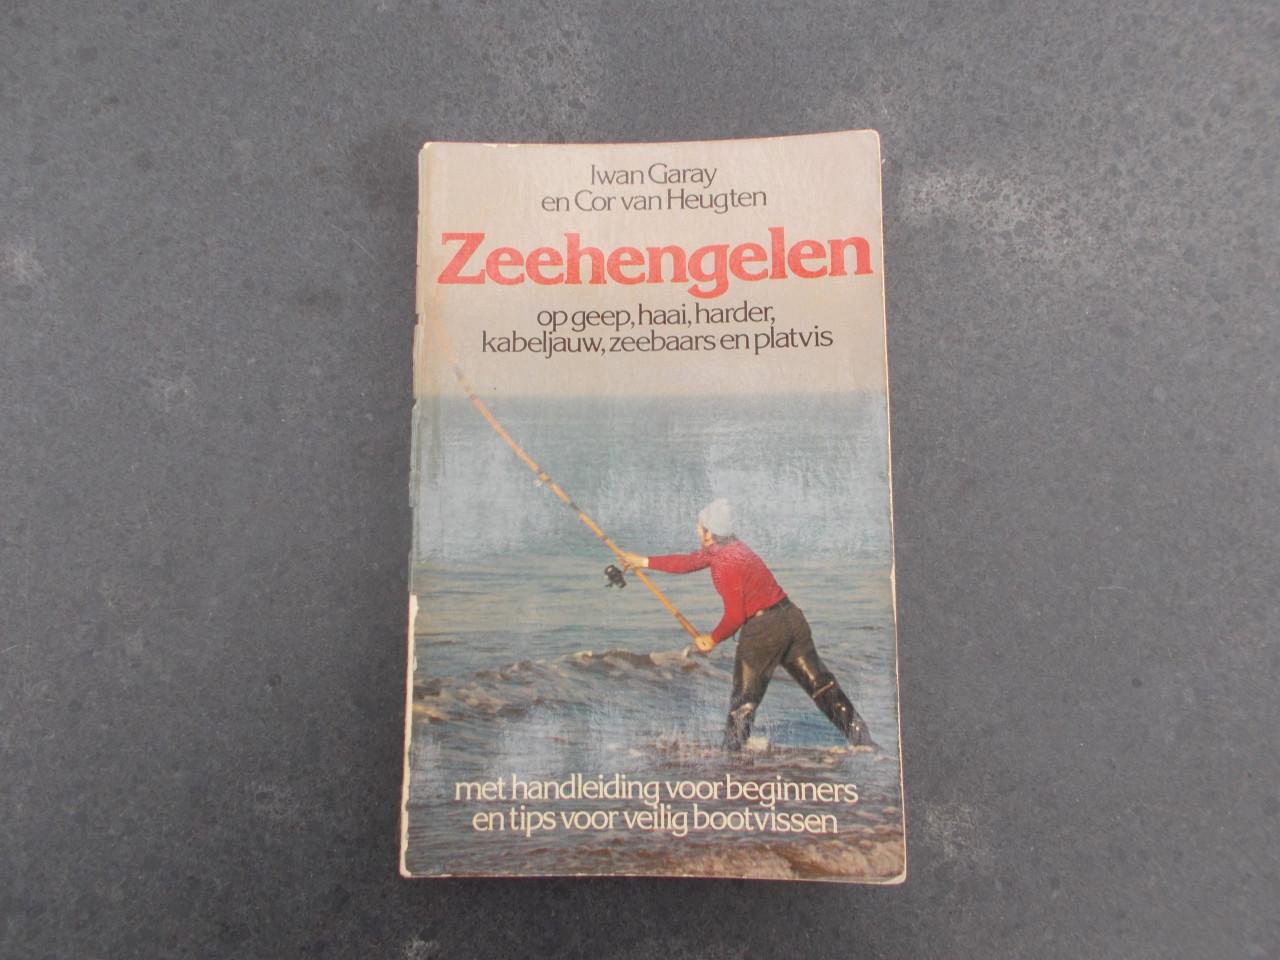 Iwan Garay
en Cor van Heugten
Zeehengelen
op geep, haai, harder,
kabeljauw, zeebaars en platvis
met handleiding voor beginners
en tips voor veilig bootvissen